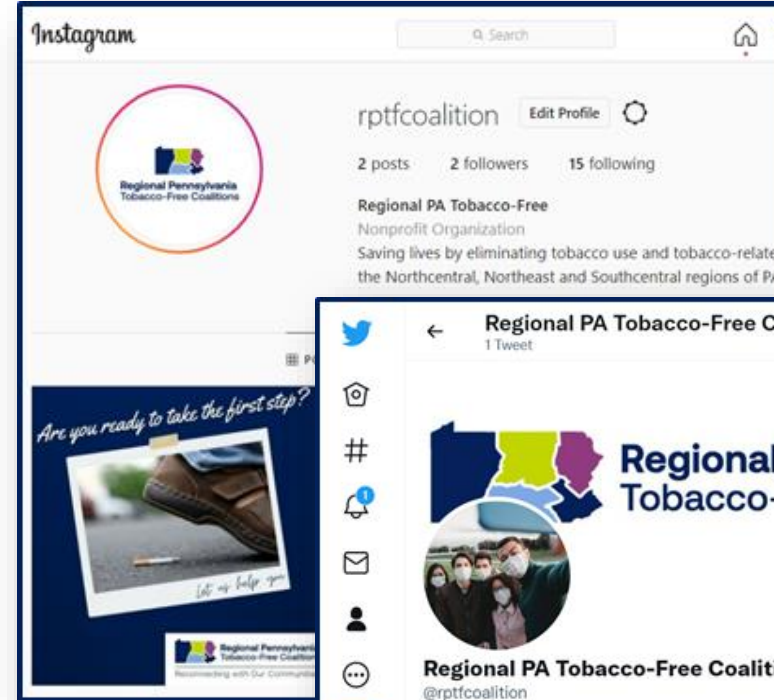 Instagram
Search
rptfcoalition Edit Profile
2 posts 2 followers 15 following
Regional PA Tobacco-Free
Nonprofit Organization
Saving lives by eliminating tobacco use and tobacco-relate
the Northcentral, Northeast and Southcentral regions of PA
Regional Pennsylvania
Tobacco-Free Coalitions
Are you ready to take the first step?
let us help you
Regional Pennsylvani
Tobacco-Free Coalition
Reconnecting with Our Communitie
Regional PA Tobacco-Free C
1 Tweet
1
Regional
Tobacco-
Regional PA Tobacco-Free Coaliti
@rptfcoalition